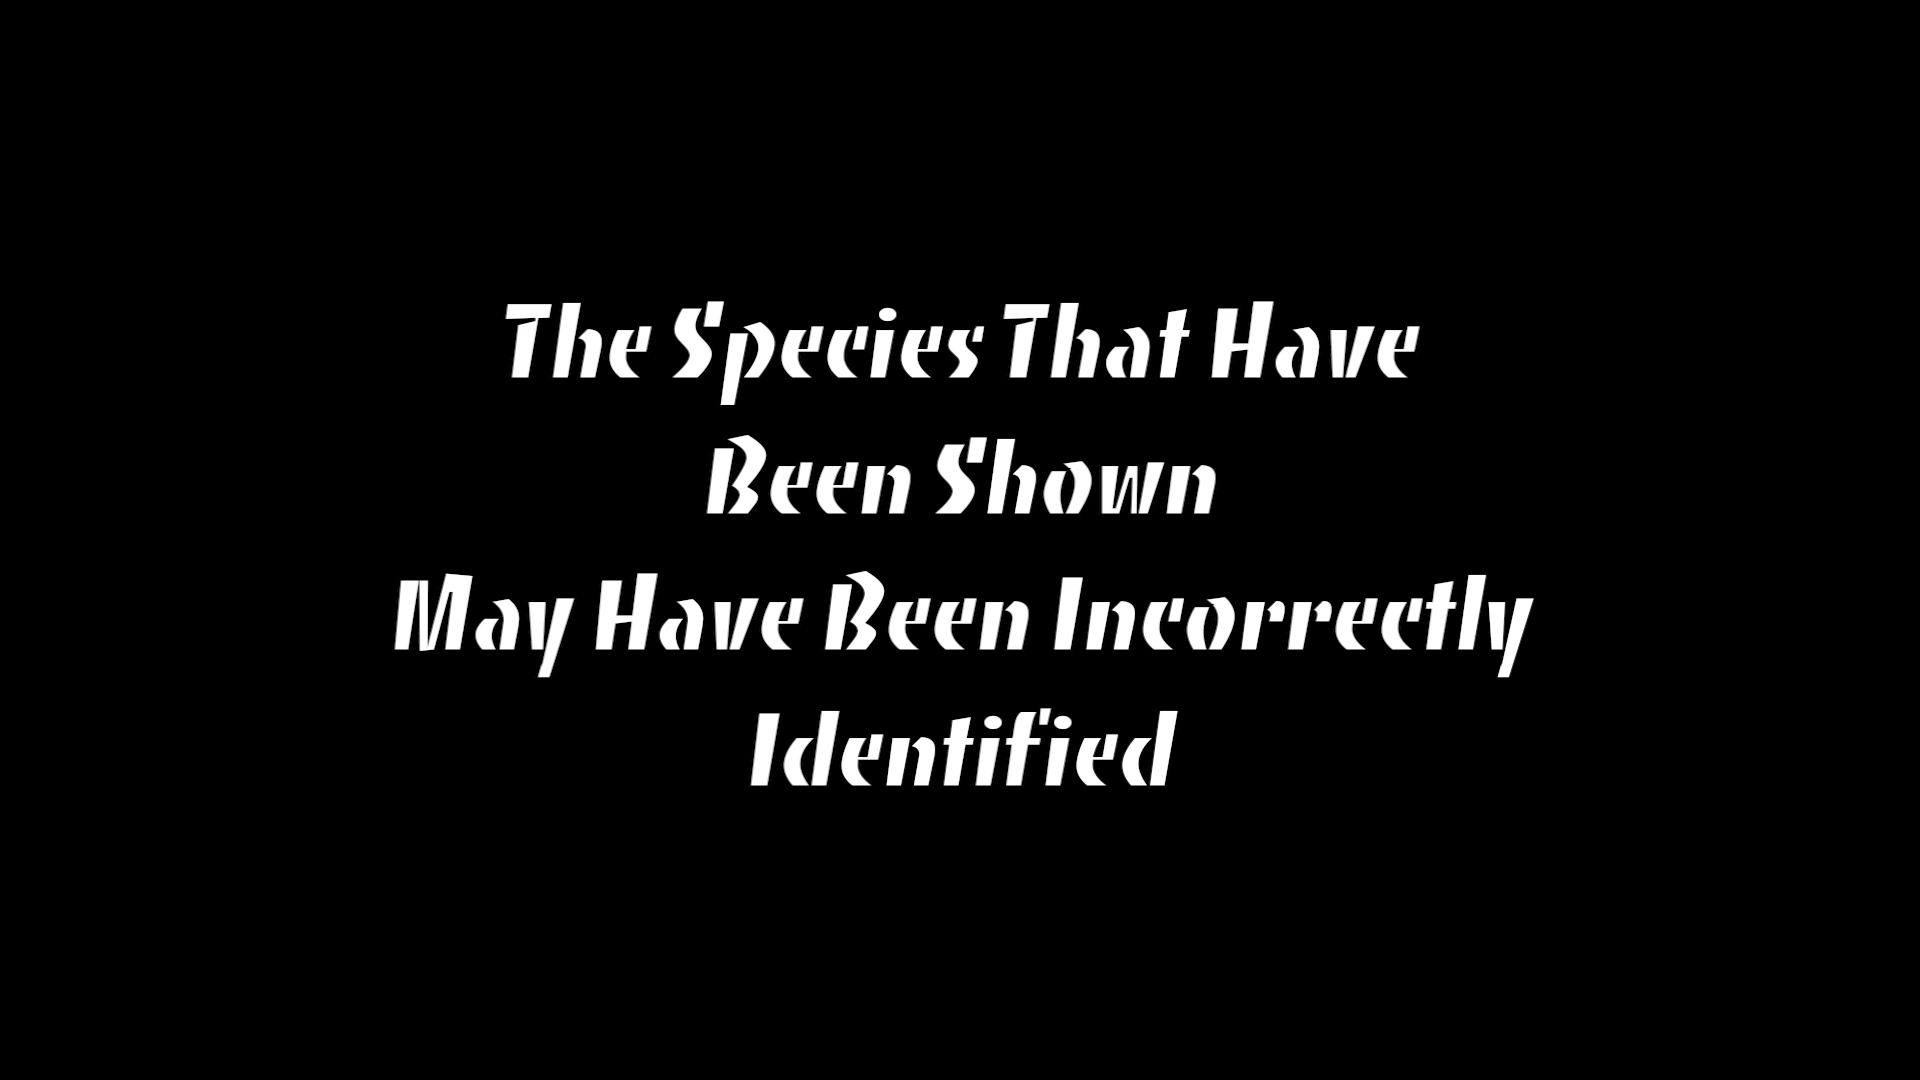 The Species That Have
Been Shown
May Have Been Incorrectly
Identified